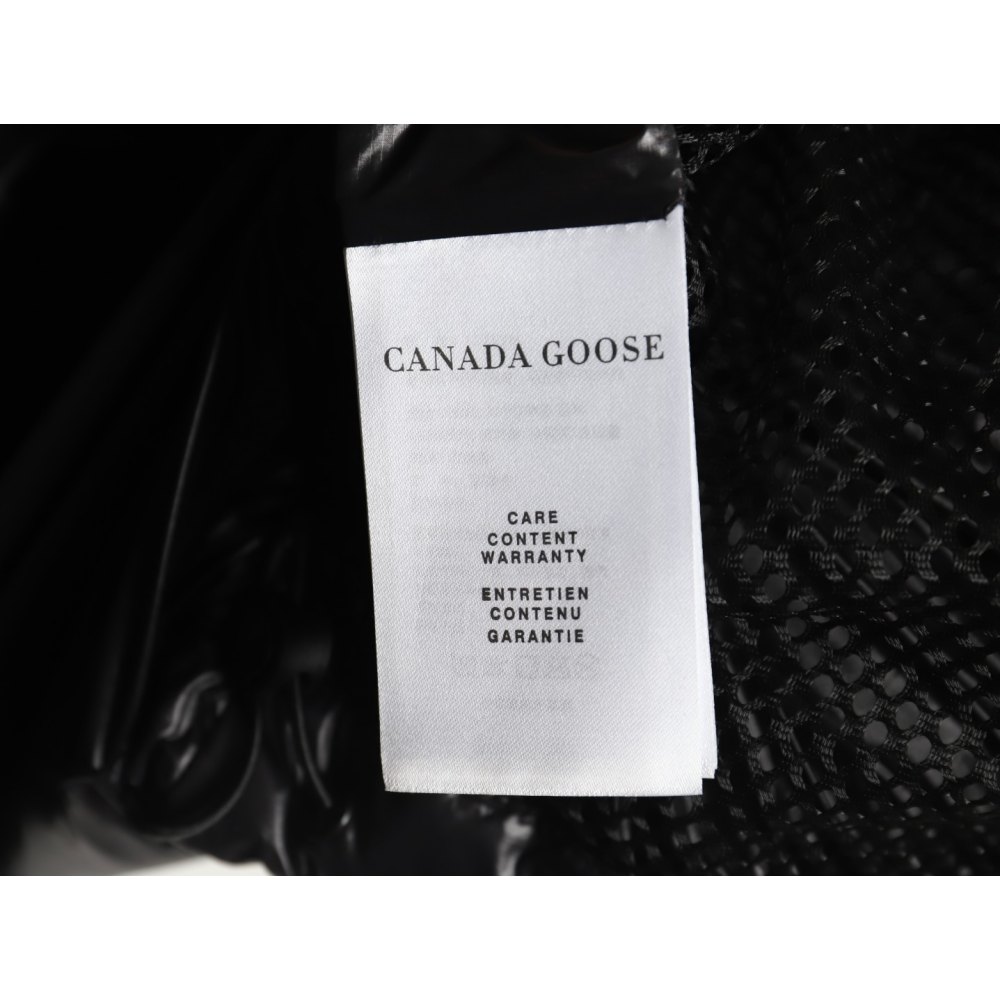 CANADA GOOSE
CARE
CONTENT
WARRANTY
ENTRETIEN
CONTENU
GARANTIE